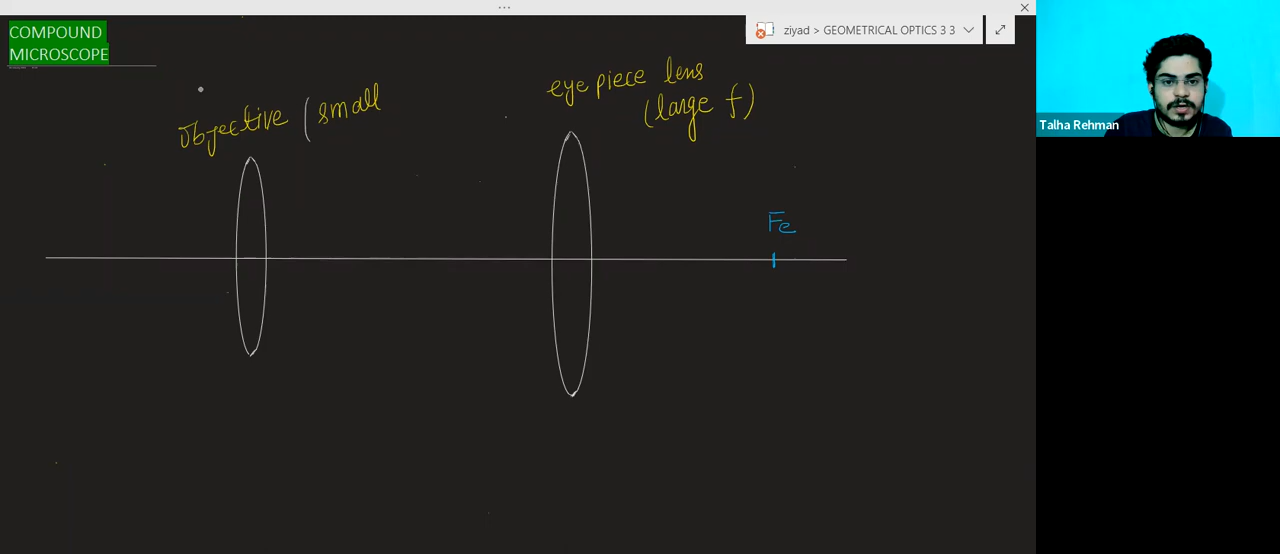 COMPOUND
MICROSCOPE
ziyad > GEOMETRICAL OPTICS 3 3
Talha Rehman
objective (small
eye piece lens
(large f)
Fe